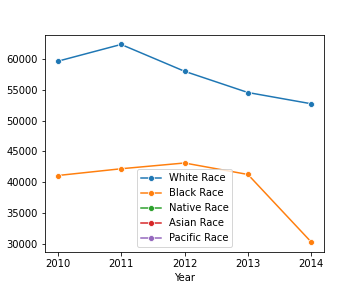 60000
55000
50000
45000
40000
35000
30000
White Race
Black Race
Native Race
Asian Race
Pacific Race
2010 2011 2012 2013 2014
Year